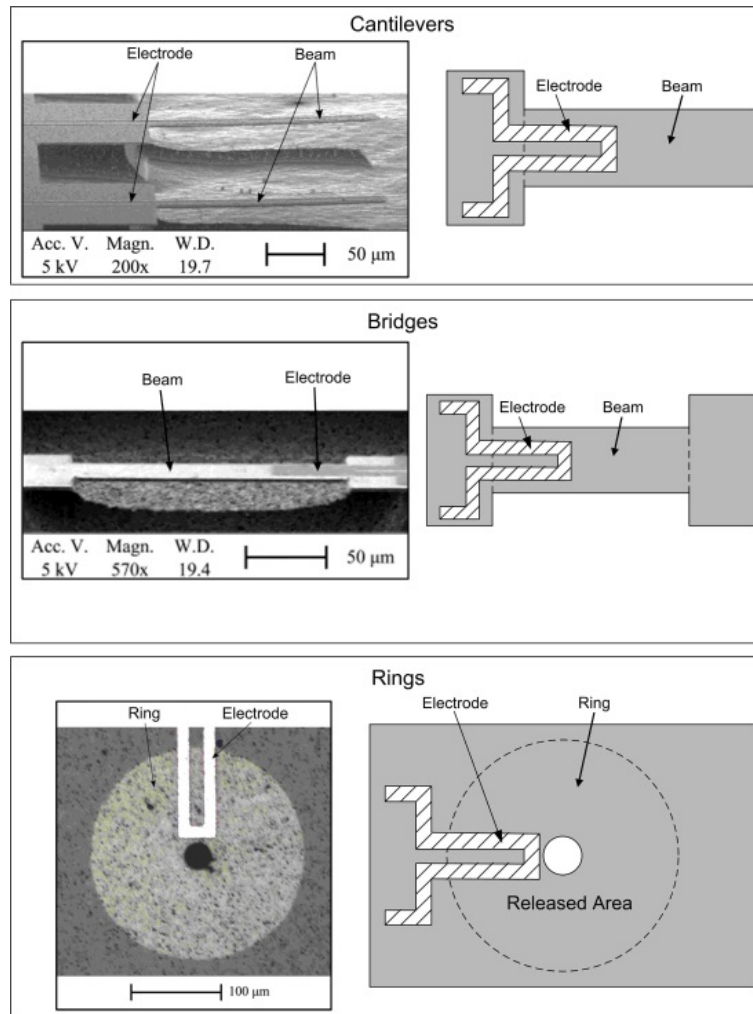 Cantilevers
Electrode Beam
Electrode Beam
Acc. V. Magn. W.D.
5 kV 200x 19.7 50 μm
Bridges
Beam Electrode
Electrode Beam
Acc. V. Magn. W.D.
5 kV 570x 19.4 50 μm
Rings
Ring Electrode
Electrode Ring
Released Area
100 μm